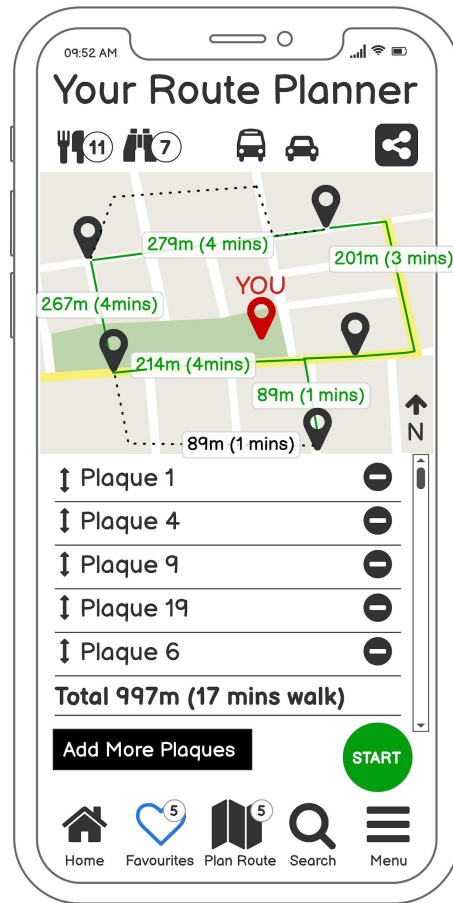 09:52 AM
Your Route Planner
11
7
279m (4 mins)
201m (3 mins)
YOU
267m (4mins)
214m (4mins)
89m (1 mins)
N
89m (1 mins)
Plaque 1
Plaque 4
Plaque 9
Plaque 19
Plaque 6
Total 997m (17 mins walk)
Add More Plaques
START
5
5
Home Favourites Plan Route Search Menu